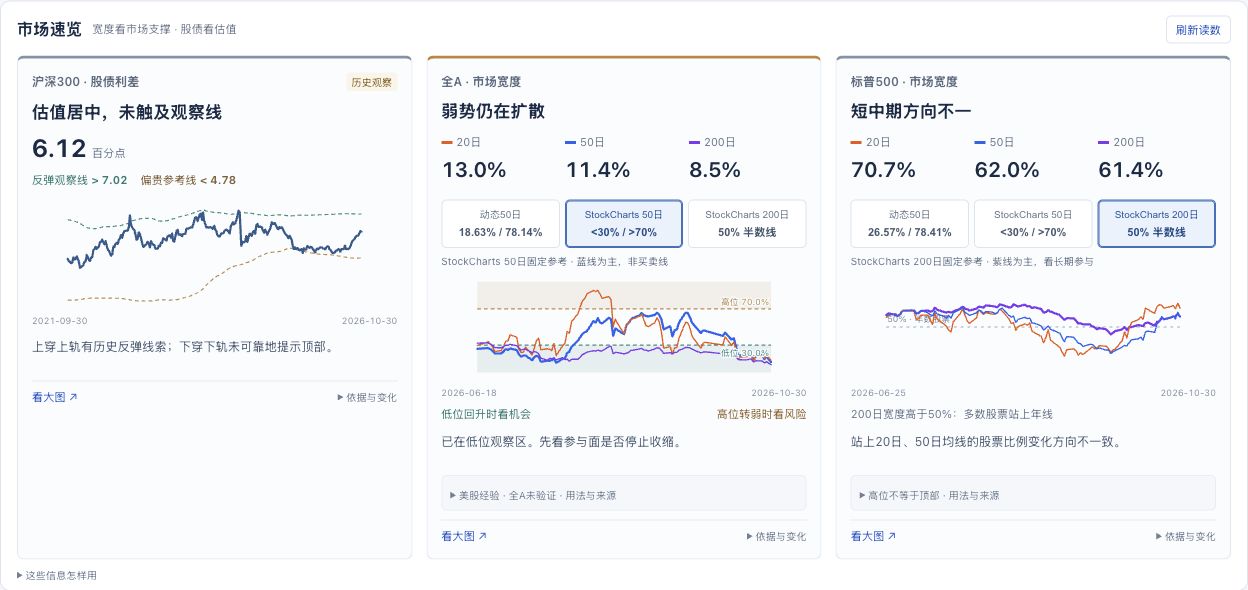 市场速览 宽度看市场支撑 · 股债看估值
刷新读数
沪深300 · 股债利差
历史观察
估值居中，未触及观察线
6.12 百分点
反弹观察线 > 7.02 偏贵参考线 < 4.78
2021-09-30 2026-10-30
上穿上轨有历史反弹线索；下穿下轨未可靠地提示顶部。
看大图 ↗ ▶ 依据与变化
全A · 市场宽度
弱势仍在扩散
20日 50日 200日
13.0% 11.4% 8.5%
动态50日 StockCharts 50日 StockCharts 200日
18.63% / 78.14% <30% / >70% 50% 半数线
StockCharts 50日固定参考 · 蓝线为主，非买卖线
高位 70.0%
低位 30.0%
2026-06-18 2026-10-30
低位回升时看机会 高位转弱时看风险
已在低位观察区。先看参与面是否停止收缩。
▶ 美股经验 · 全A未验证 · 用法与来源
看大图 ↗ ▶ 依据与变化
标普500 · 市场宽度
短中期方向不一
20日 50日 200日
70.7% 62.0% 61.4%
动态50日 StockCharts 50日 StockCharts 200日
26.57% / 78.41% <30% / >70% 50% 半数线
StockCharts 200日固定参考 · 紫线为主，看长期参与
50% ·
2026-06-25 2026-10-30
200日宽度高于50%：多数股票站上年线
站上20日、50日均线的股票比例变化方向不一致。
▶ 高位不等于顶部 · 用法与来源
看大图 ↗ ▶ 依据与变化
▶ 这些信息怎样用